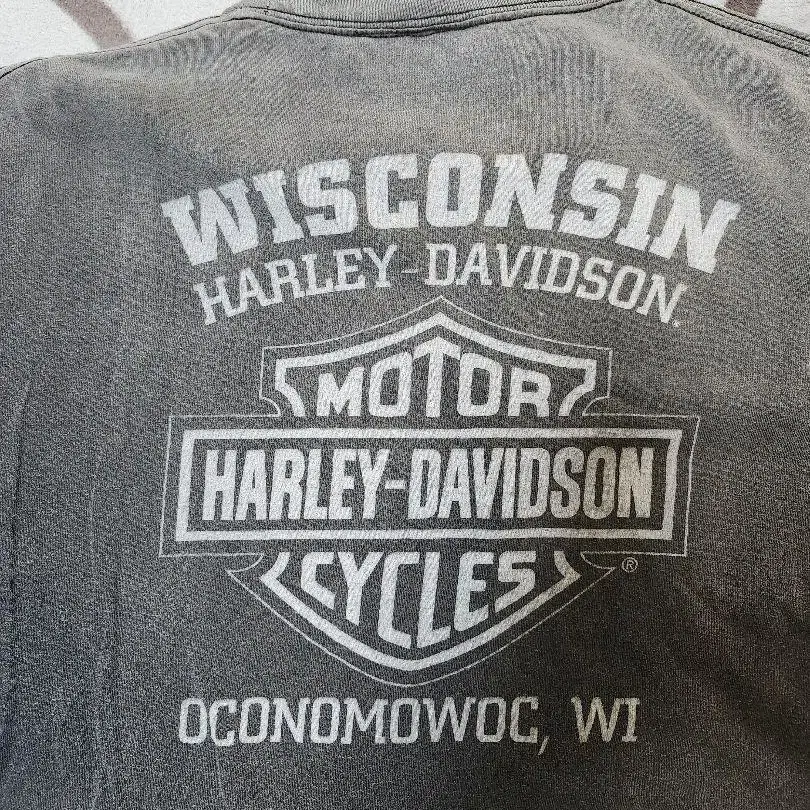 WISCONSIN
HARLEY-DAVIDSON.
MOTOR
HARLEY-DAVIDSON
CYCLES
®
OCONOMOWOC, WI